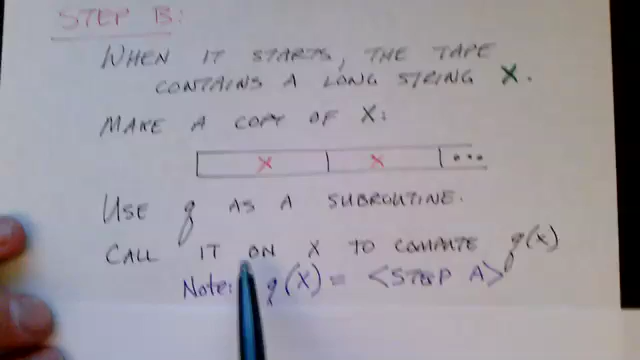 STEP B:
WHEN IT STARTS, THE TAPE
CONTAINS A LONG STRING X.
MAKE A COPY OF X:
X X ...
USE q AS A SUBROUTINE.
CALL IT ON X TO COMPUTE q(X)
Note: q(X) = <STEP A>